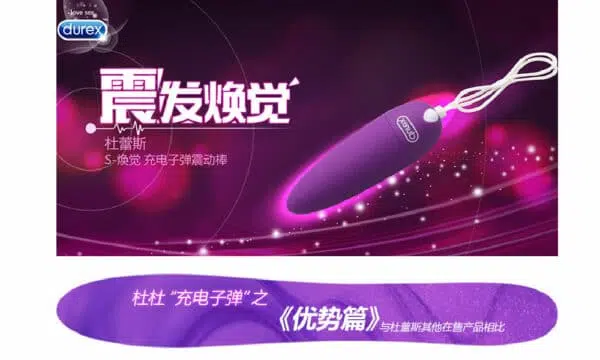 love sex
durex
震发焕觉
杜蕾斯
S-焕觉 充电子弹震动棒
durex
杜杜“充电子弹”之
《优势篇》与杜蕾斯其他在售产品相比